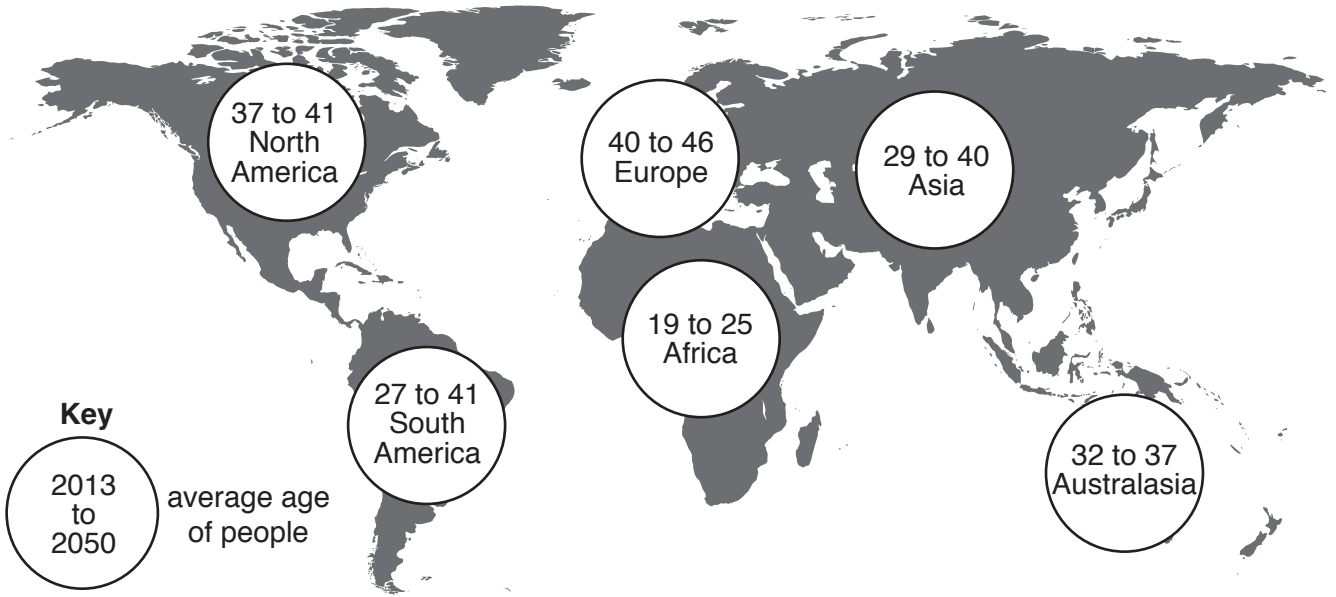 37 to 41
North
America
40 to 46
Europe
29 to 40
Asia
19 to 25
Africa
27 to 41
South
America
32 to 37
Australasia
Key
2013
to
2050
average age
of people